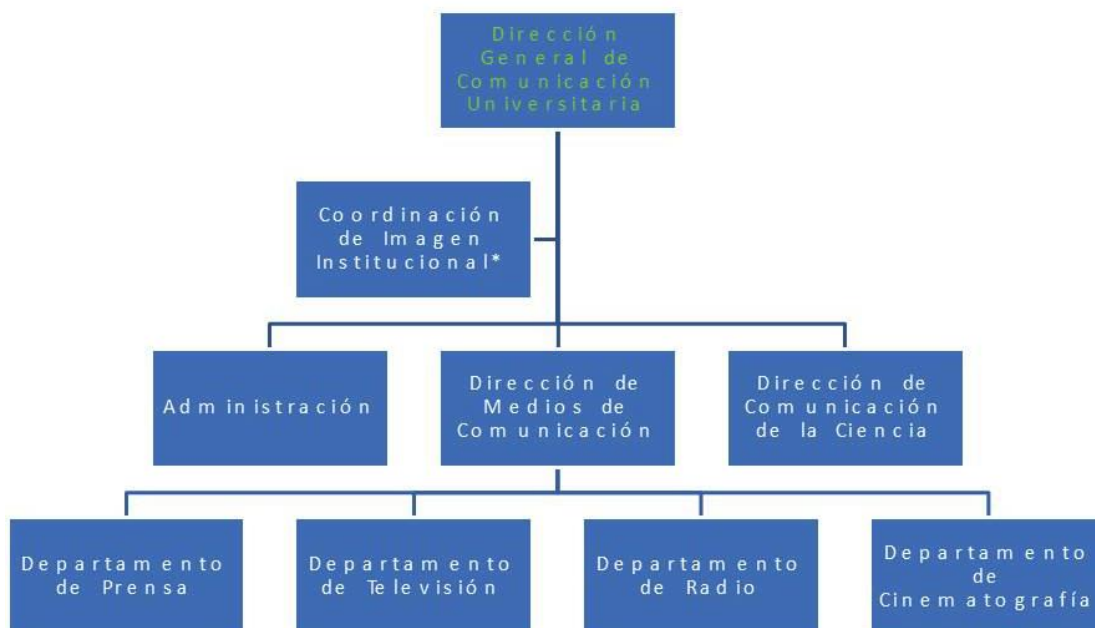 Dirección
General de
Comunicación
Universitaria
Coordinación
de Imagen
Institucional*
Administración
Dirección de
Medios de
Comunicación
Dirección de
Comunicación
de la Ciencia
Departamento
de Prensa
Departamento
de Televisión
Departamento
de Radio
Departamento
de
Cinematografía